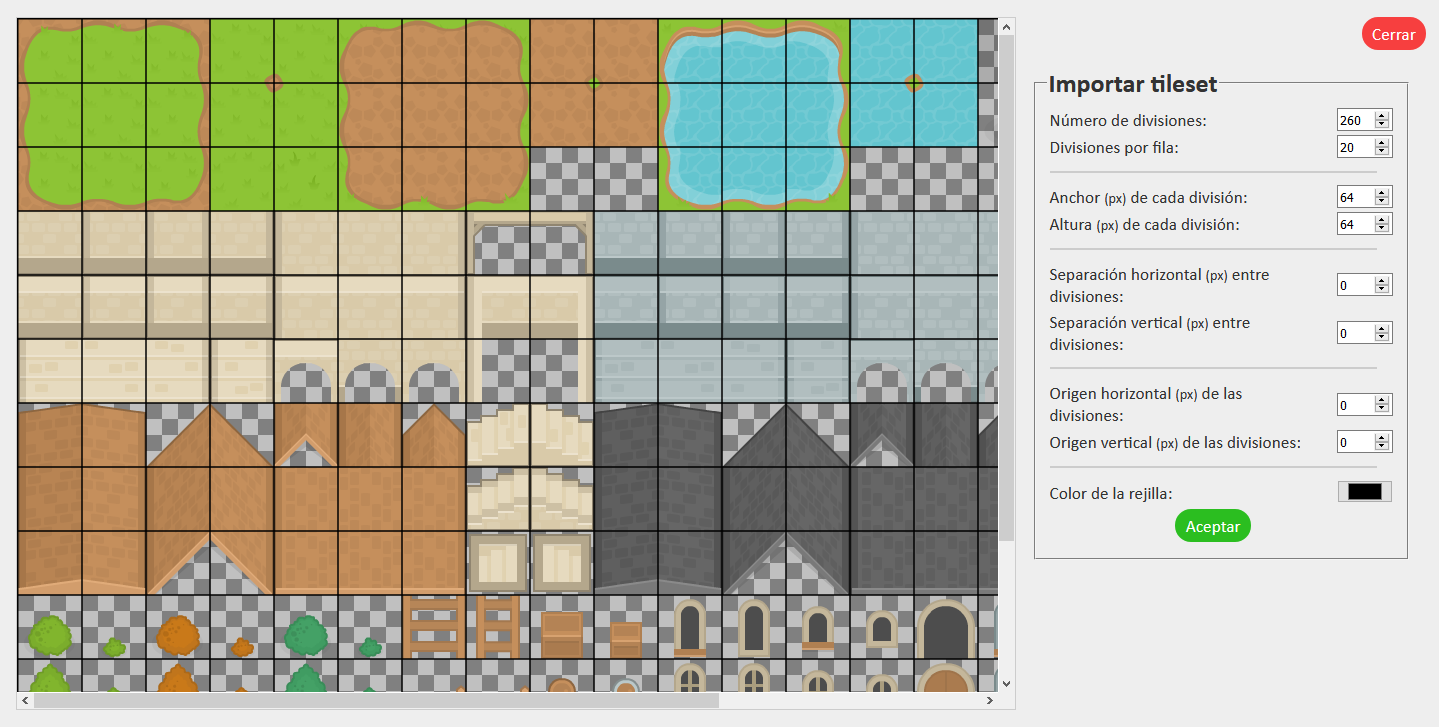 Cerrar
Importar tileset
Número de divisiones: 260
Divisiones por fila: 20
Anchor (px) de cada división: 64
Altura (px) de cada división: 64
Separación horizontal (px) entre
divisiones: 0
Separación vertical (px) entre
divisiones: 0
Origen horizontal (px) de las
divisiones: 0
Origen vertical (px) de las divisiones: 0
Color de la rejilla:
Aceptar